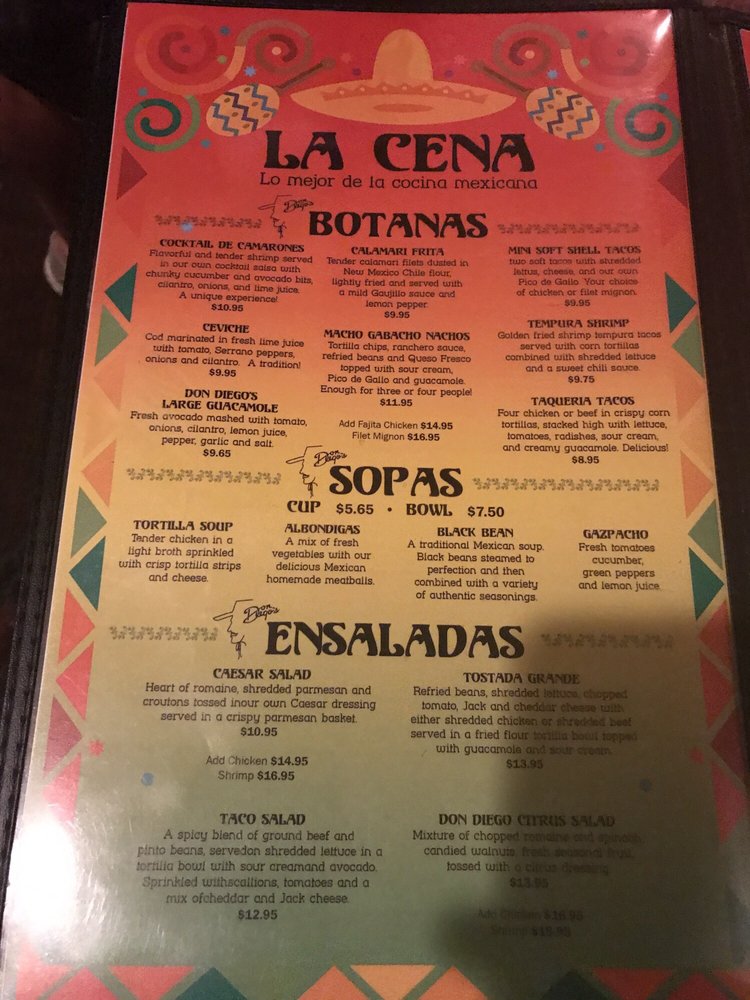 LA CENA
Lo mejor de la cocina mexicana
Don Diego's
BOTANAS
COCKTAIL DE CAMARONES
Flavorful and tender shrimp served
in our own cocktail salsa with
chunky cucumber and avocado bits,
cilantro, onions, and lime juice.
A unique experience!
$10.95
CEVICHE
Cod marinated in fresh lime juice
with tomato, Serrano peppers,
onions and cilantro. A tradition!
$9.95
DON DIEGO'S
LARGE GUACAMOLE
Fresh avocado mashed with tomato,
onions, cilantro, lemon juice,
pepper, garlic and salt.
$9.65
CALAMARI FRITA
Tender calamari filets dusted in
New Mexico Chile flour,
lightly fried and served with
a mild Guajillo sauce and
lemon pepper.
$9.95
MACHO GABACHO NACHOS
Tortilla chips, ranchero sauce,
refried beans and Queso Fresco
topped with sour cream,
Pico de Gallo and guacamole.
Enough for three or four people!
$11.95
Add Fajita Chicken $14.95
Filet Mignon $16.95
MINI SOFT SHELL TACOS
two soft tacos with shredded
lettus, cheese, and our own
Pico de Gallo Your choice
of chicken or filet mignon.
$9.95
TEMPURA SHRIMP
Golden fried shrimp tempura tacos
served with corn tortillas
combined with shredded lettuce
and a sweet chili sauce.
$9.75
TAQUERIA TACOS
Four chicken or beef in crispy corn
tortillas, stacked high with lettuce,
tomatoes, radishes, sour cream,
and creamy guacamole. Delicious!
$8.95
Don Diego's
SOPAS
CUP $5.65 • BOWL $7.50
TORTILLA SOUP
Tender chicken in a
light broth sprinkled
with crisp tortilla strips
and cheese.
ALBONDIGAS
A mix of fresh
vegetables with our
delicious Mexican
homemade meatballs.
BLACK BEAN
A traditional Mexican soup.
Black beans steamed to
perfection and then
combined with a variety
of authentic seasonings.
GAZPACHO
Fresh tomatoes
cucumber,
green peppers
and lemon juice.
Don Diego's
ENSALADAS
CAESAR SALAD
Heart of romaine, shredded parmesan and
croutons tossed inour own Caesar dressing
served in a crispy parmesan basket.
$10.95
Add Chicken $14.95
Shrimp $16.95
TOSTADA GRANDE
Refried beans, shredded lettuce, chopped
tomato, Jack and cheddar cheese with
either shredded chicken or shredded beef
served in a fried flour tortilla bowl topped
with guacamole and sour cream.
$13.95
TACO SALAD
A spicy blend of ground beef and
pinto beans, servedon shredded lettuce in a
tortilla bowl with sour creamand avocado.
Sprinkled withscallions, tomatoes and a
mix ofcheddar and Jack cheese.
$12.95
DON DIEGO CITRUS SALAD
Mixture of chopped romaine and spinach
candied walnuts, fresh seasonal fruit,
tossed with a citrus dressing.
$13.95
Add Chicken $16.95
Shrimp